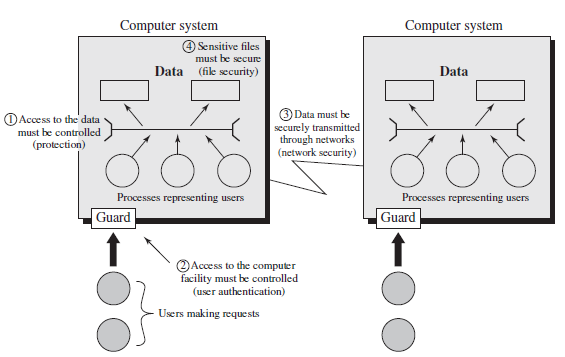 Computer system
④ Sensitive files
must be secure
(file security)
Data
① Access to the data
must be controlled
(protection)
③ Data must be
securely transmitted
through networks
(network security)
Processes representing users
Guard
② Access to the computer
facility must be controlled
(user authentication)
Users making requests
Computer system
Data
Processes representing users
Guard